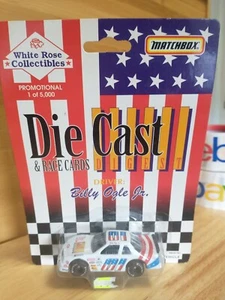 White Rose
Collectibles
MATCHBOX
PROMOTIONAL
1 of 5,000
Die Cast
& RACE CARDS
DIGEST
DRIVER:
Billy Ogle Jr.